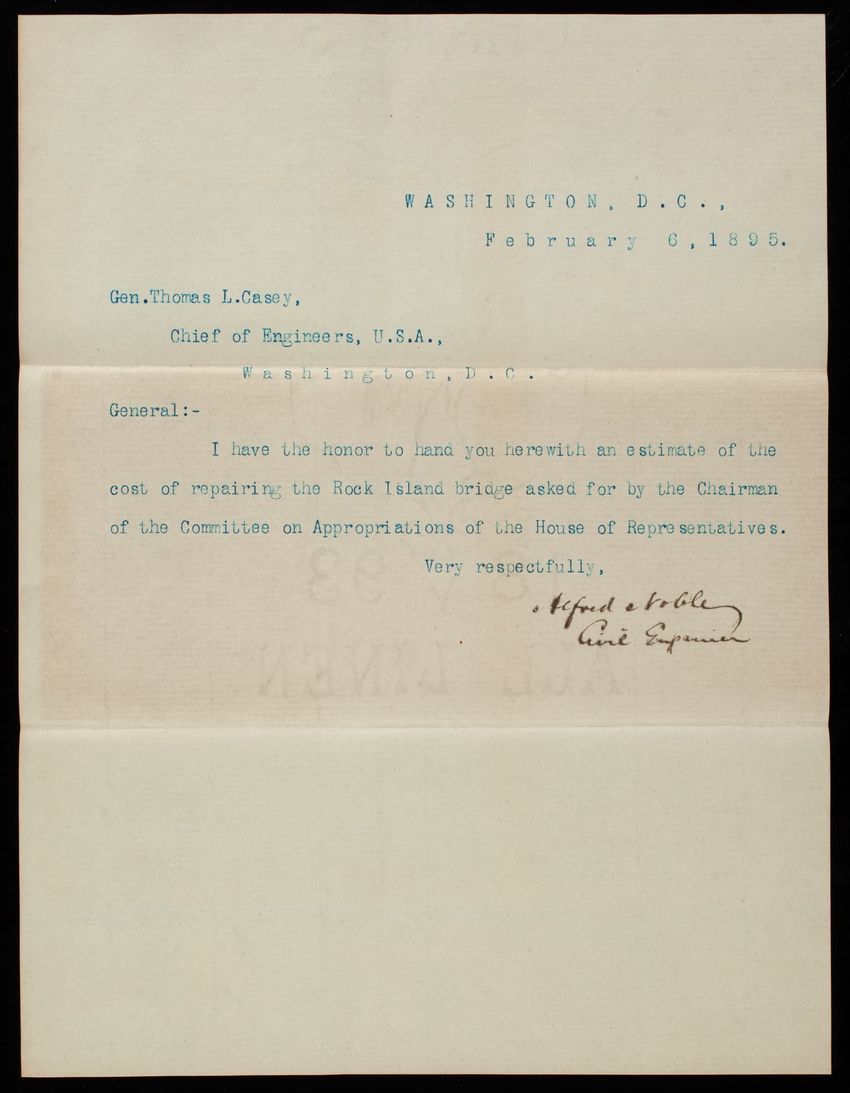 WASHINGTON, D.C.,
February 6,1895.
Gen.Thomas L.Casey,
Chief of Engineers, U.S.A.,
Washington,D.C.
General:-
I have the honor to hand you herewith an estimate of the
cost of repairing the Rock Island bridge asked for by the Chairman
of the Committee on Appropriations of the House of Representatives.
Very respectfully,
Alfred Noble
Civil Engineer